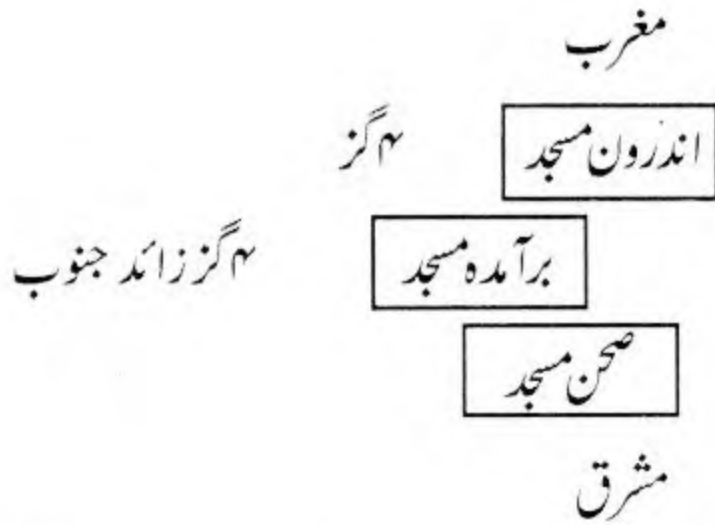 مغرب
اندرون مسجد ۴ گز
برآمدہ مسجد ۴ گز زائد جنوب
صحن مسجد
مشرق